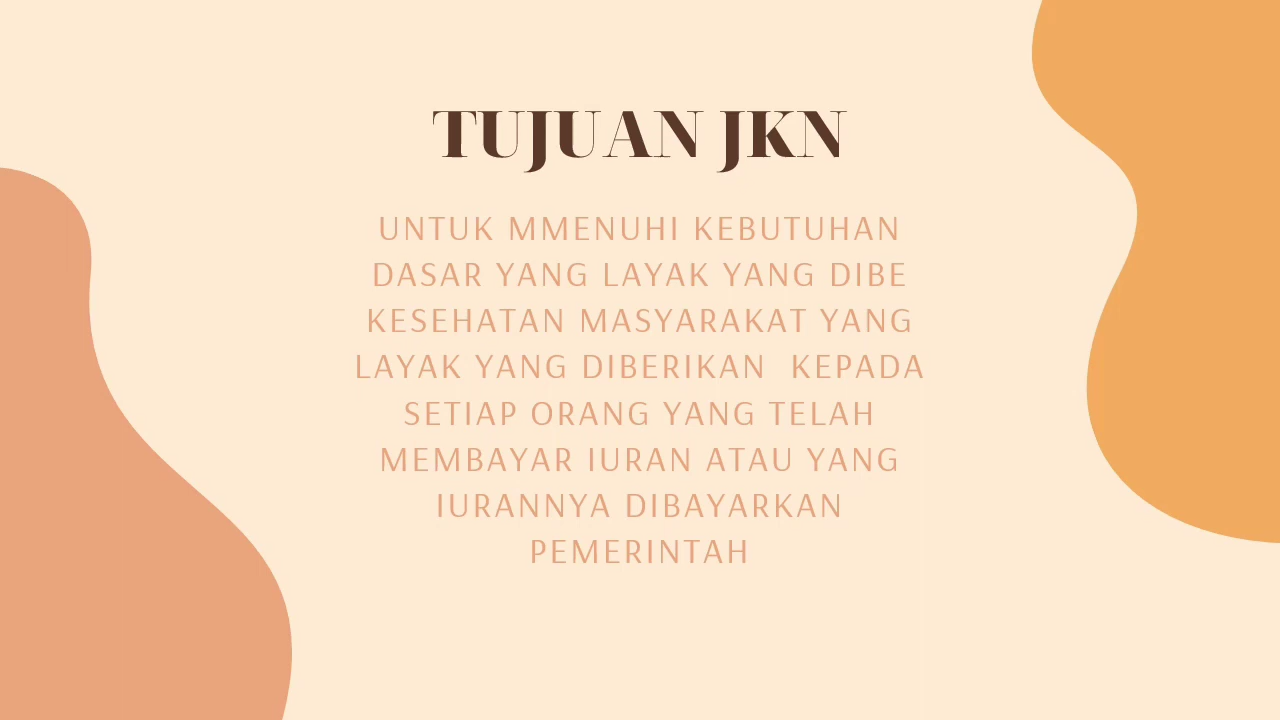 TUJUAN JKN
UNTUK MMENUHI KEBUTUHAN
DASAR YANG LAYAK YANG DIBE
KESEHATAN MASYARAKAT YANG
LAYAK YANG DIBERIKAN  KEPADA
SETIAP ORANG YANG TELAH
MEMBAYAR IURAN ATAU YANG
IURANNYA DIBAYARKAN
PEMERINTAH